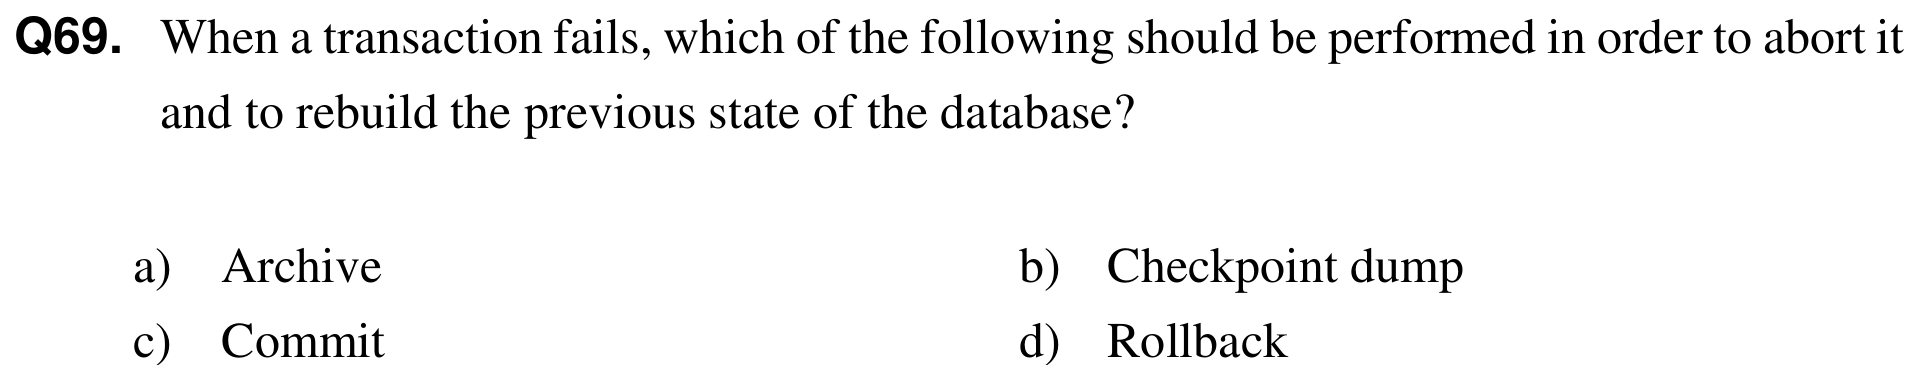 Q69. When a transaction fails, which of the following should be performed in order to abort it
and to rebuild the previous state of the database?
a) Archive b) Checkpoint dump
c) Commit d) Rollback